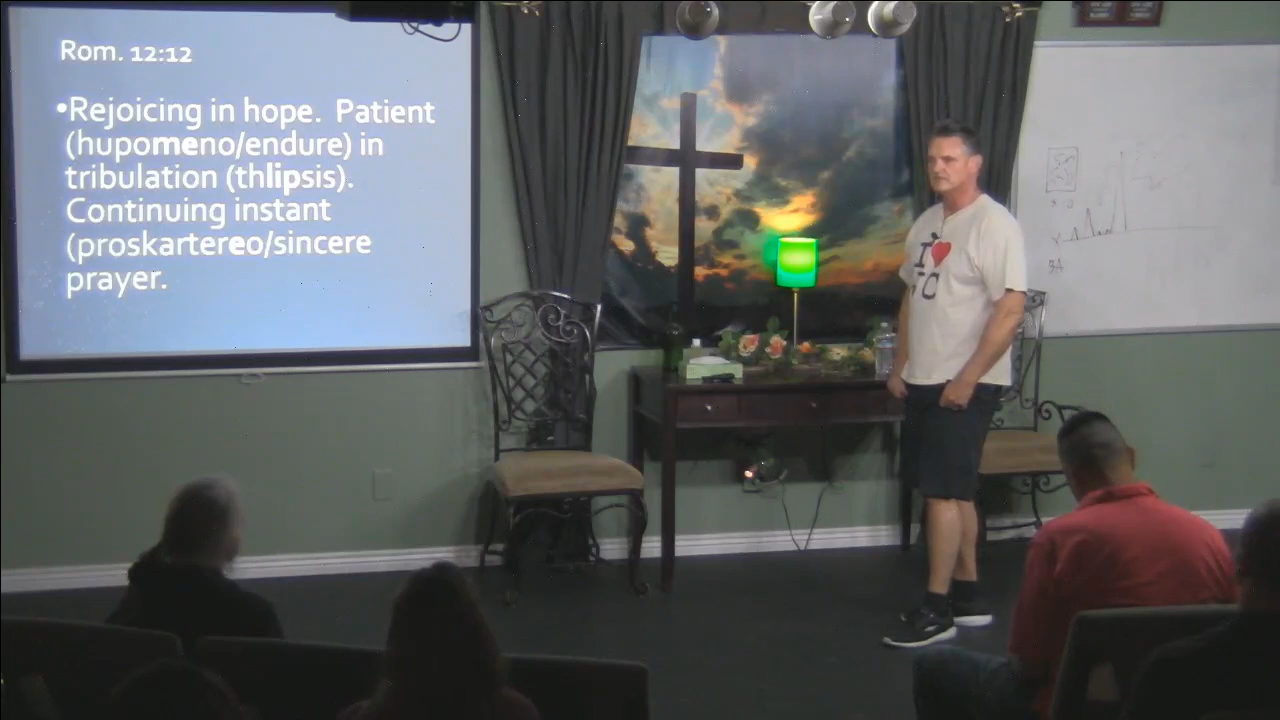 Rom. 12:12
•Rejoicing in hope.  Patient
(hupomeno/endure) in
tribulation (thlipsis).
Continuing instant
(proskartereo/sincere
prayer.
I ♥